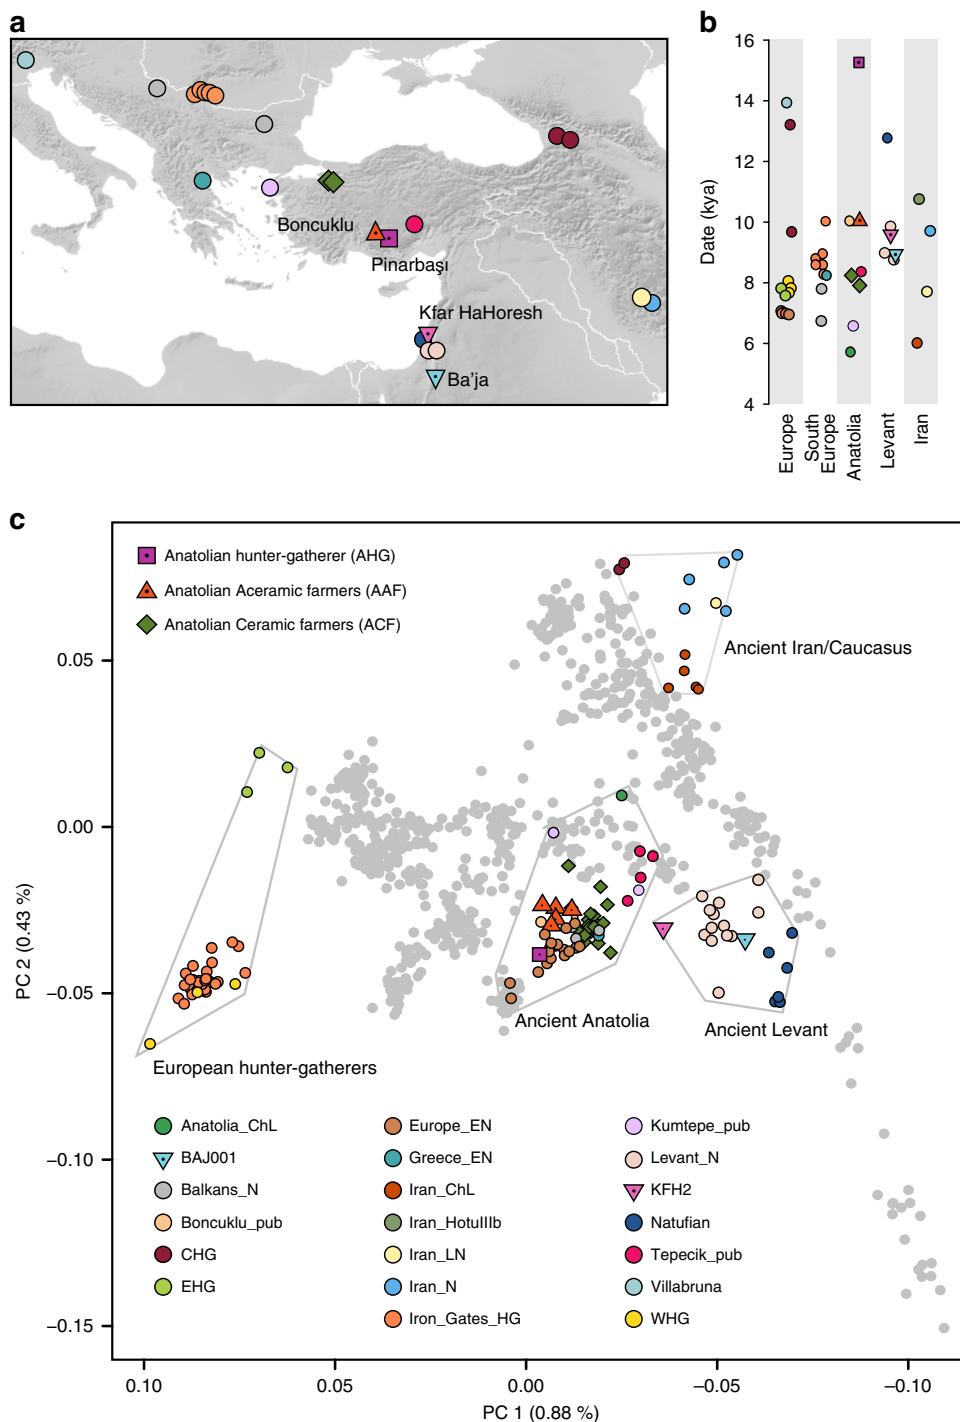 a
Boncuklu
Pinarbaşı
Kfar HaHoresh
Ba'ja
b
16
14
12
10
8
6
4
Date (kya)
Europe
South
Europe
Anatolia
Levant
Iran
c
Anatolian hunter-gatherer (AHG)
Anatolian Aceramic farmers (AAF)
Anatolian Ceramic farmers (ACF)
Ancient Iran/Caucasus
Ancient Anatolia
Ancient Levant
European hunter-gatherers
0.05
0.00
−0.05
−0.10
−0.15
PC 2 (0.43 %)
Anatolia_ChL
BAJ001
Balkans_N
Boncuklu_pub
CHG
EHG
Europe_EN
Greece_EN
Iran_ChL
Iran_HotuIIIb
Iran_LN
Iran_N
Iron_Gates_HG
Kumtepe_pub
Levant_N
KFH2
Natufian
Tepecik_pub
Villabruna
WHG
0.10
0.05
0.00
−0.05
−0.10
PC 1 (0.88 %)